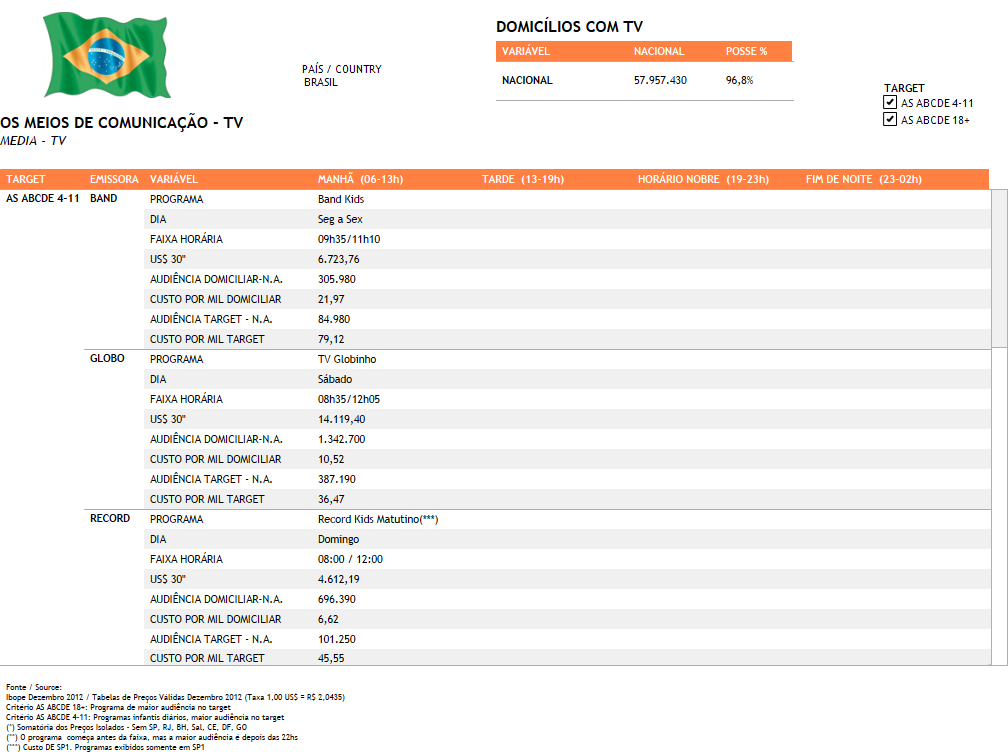 DOMICÍLIOS COM TV
VARIÁVEL NACIONAL POSSE %
NACIONAL 57.957.430 96,8%
PAÍS / COUNTRY
BRASIL
TARGET
AS ABCDE 4-11
AS ABCDE 18+
OS MEIOS DE COMUNICAÇÃO - TV
MEDIA - TV
TARGET EMISSORA VARIÁVEL MANHÃ (06-13h) TARDE (13-19h) HORÁRIO NOBRE (19-23h) FIM DE NOITE (23-02h)
AS ABCDE 4-11 BAND PROGRAMA Band Kids
DIA Seg a Sex
FAIXA HORÁRIA 09h35/11h10
US$ 30" 6.723,76
AUDIÊNCIA DOMICILIAR-N.A. 305.980
CUSTO POR MIL DOMICILIAR 21,97
AUDIÊNCIA TARGET - N.A. 84.980
CUSTO POR MIL TARGET 79,12
GLOBO PROGRAMA TV Globinho
DIA Sábado
FAIXA HORÁRIA 08h35/12h05
US$ 30" 14.119,40
AUDIÊNCIA DOMICILIAR-N.A. 1.342.700
CUSTO POR MIL DOMICILIAR 10,52
AUDIÊNCIA TARGET - N.A. 387.190
CUSTO POR MIL TARGET 36,47
RECORD PROGRAMA Record Kids Matutino(***)
DIA Domingo
FAIXA HORÁRIA 08:00 / 12:00
US$ 30" 4.612,19
AUDIÊNCIA DOMICILIAR-N.A. 696.390
CUSTO POR MIL DOMICILIAR 6,62
AUDIÊNCIA TARGET - N.A. 101.250
CUSTO POR MIL TARGET 45,55
Fonte / Source:
Ibope Dezembro 2012 / Tabelas de Preços Válidas Dezembro 2012 (Taxa 1,00 US$ = R$ 2,0435)
Critério AS ABCDE 18+: Programa de maior audiência no target
Critério AS ABCDE 4-11: Programas infantis diários, maior audiência no target
(*) Somatória dos Preços Isolados - Sem SP, RJ, BH, Sal, CE, DF, GO
(**) O programa começa antes da faixa, mas a maior audiência é depois das 22hs
(***) Custo DE SP1. Programas exibidos somente em SP1